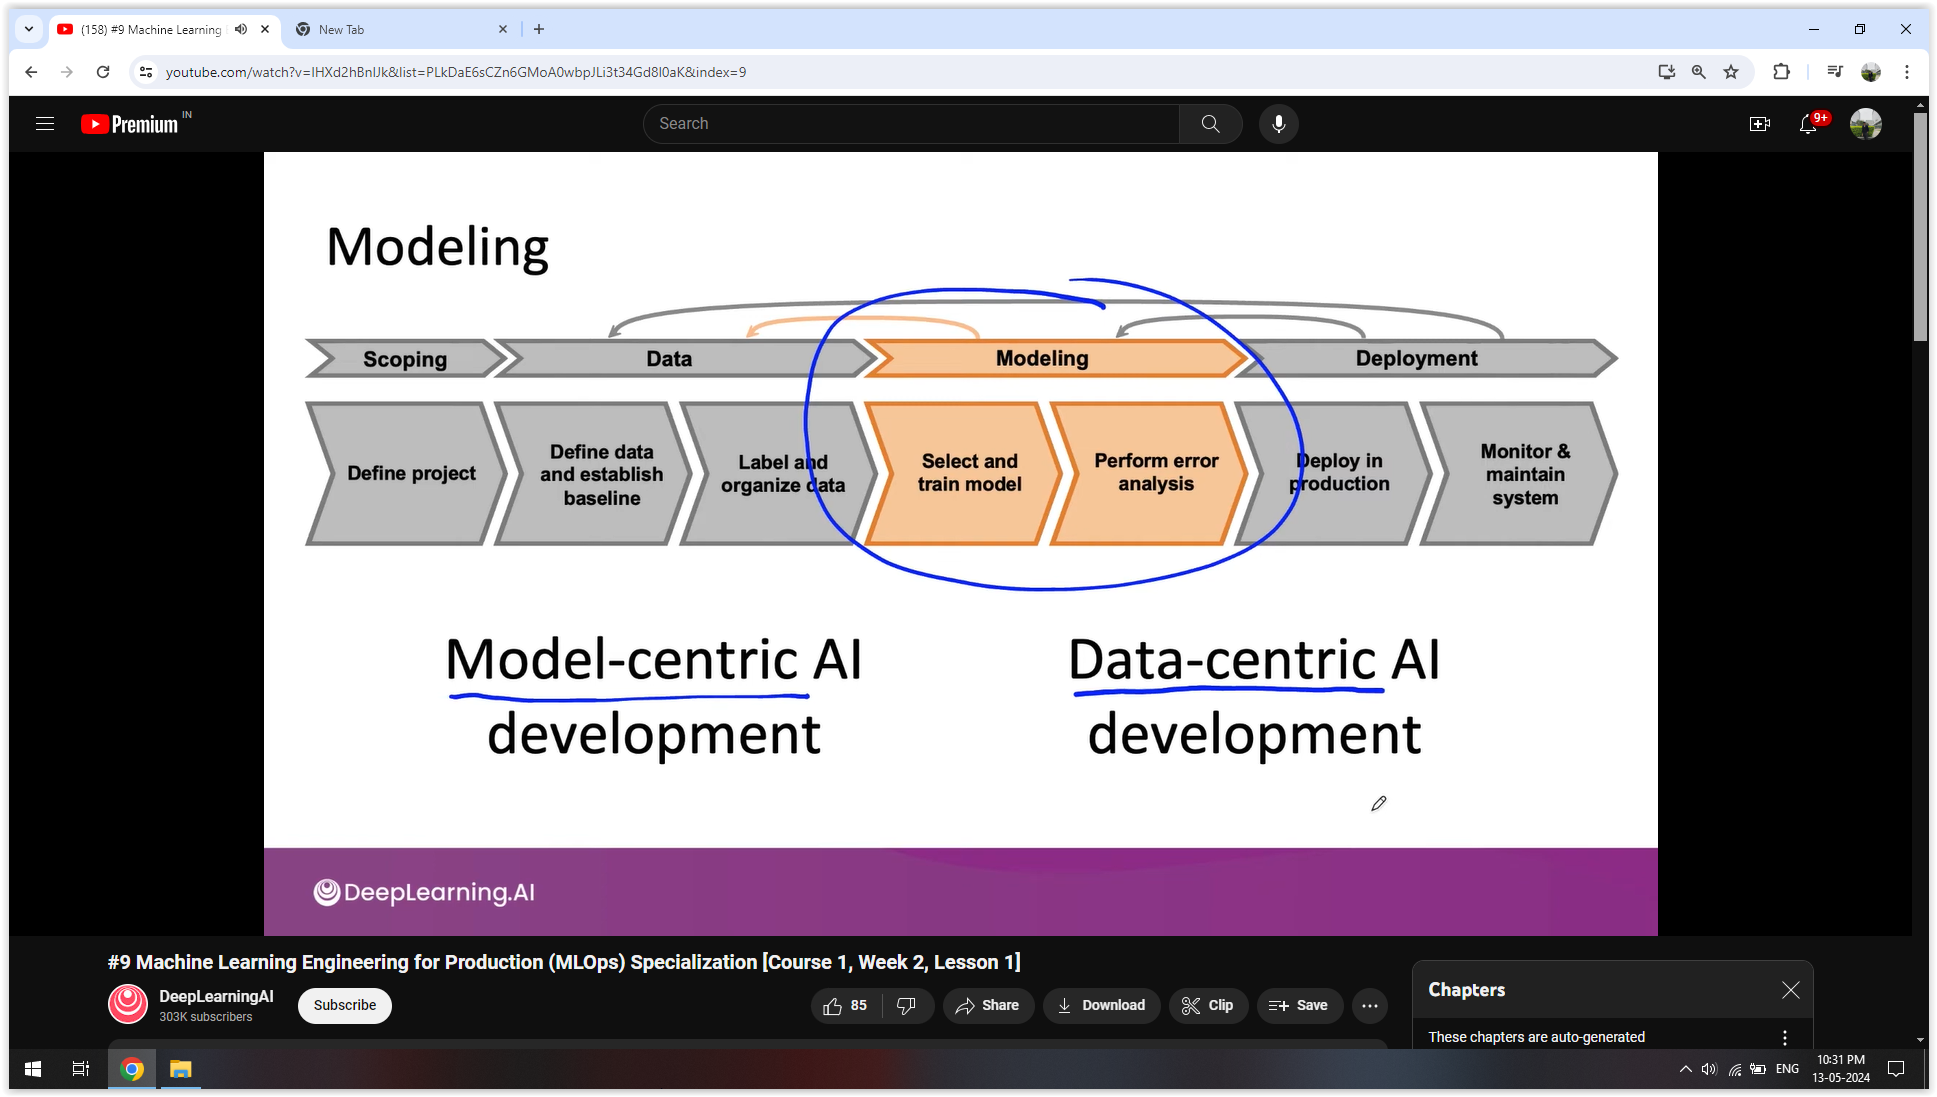 (158) #9 Machine Learning
New Tab
youtube.com/watch?v=IHXd2hBnIJk&list=PLkDaE6sCZn6GMoA0wbpJLi3t34Gd8l0aK&index=9
Premium IN
Search
9+
Modeling
Scoping
Data
Modeling
Deployment
Define project
Define data
and establish
baseline
Label and
organize data
Select and
train model
Perform error
analysis
Deploy in
production
Monitor &
maintain
system
Model-centric AI
development
Data-centric AI
development
DeepLearning.AI
#9 Machine Learning Engineering for Production (MLOps) Specialization [Course 1, Week 2, Lesson 1]
DeepLearningAI
303K subscribers
Subscribe
85
Share
Download
Clip
Save
Chapters
These chapters are auto-generated
ENG
10:31 PM
13-05-2024